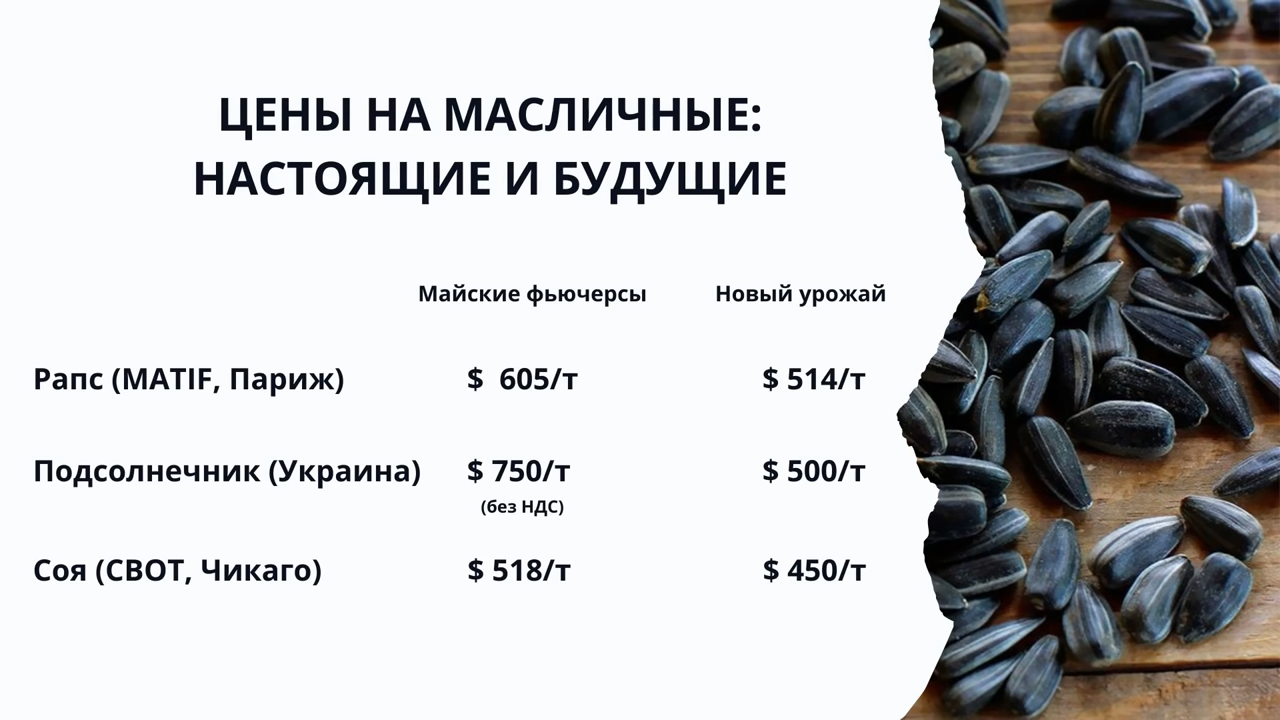 ЦЕНЫ НА МАСЛИЧНЫЕ:
НАСТОЯЩИЕ И БУДУЩИЕ
Майские фьючерсы Новый урожай
Рапс (MATIF, Париж) $ 605/т $ 514/т
Подсолнечник (Украина) $ 750/т $ 500/т
(без НДС)
Соя (CBOT, Чикаго) $ 518/т $ 450/т